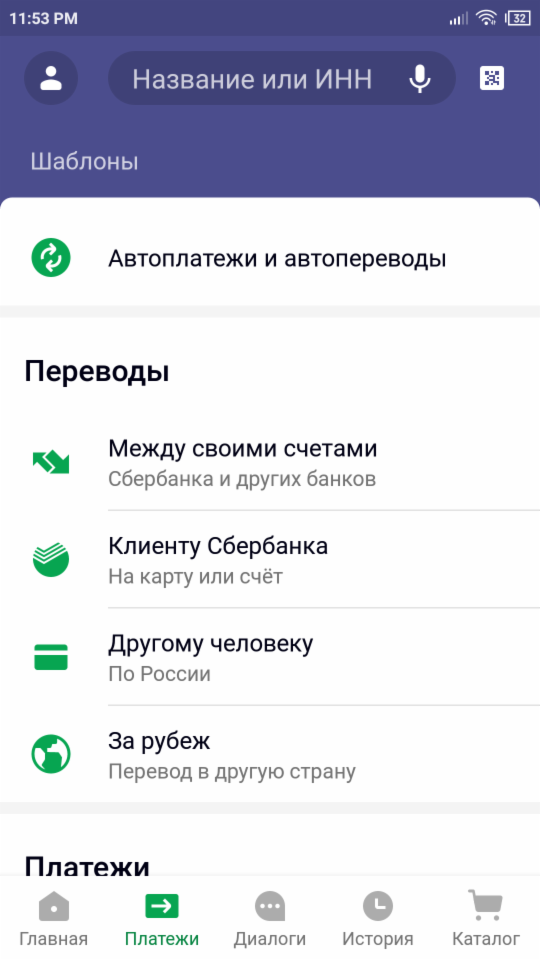 11:53 PM
32
Название или ИНН
Шаблоны
Автоплатежи и автопереводы
Переводы
Между своими счетами
Сбербанка и других банков
Клиенту Сбербанка
На карту или счёт
Другому человеку
По России
За рубеж
Перевод в другую страну
Платежи
Главная
Платежи
Диалоги
История
Каталог